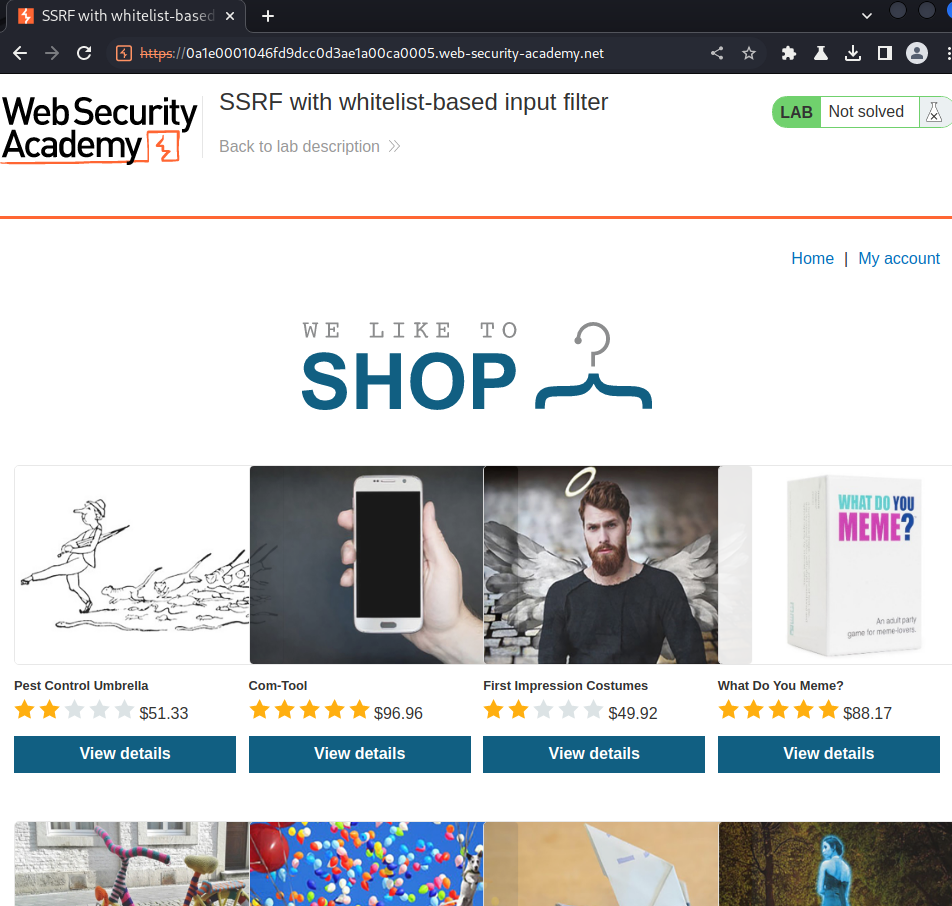 SSRF with whitelist-based
https://0a1e0001046fd9dcc0d3ae1a00ca0005.web-security-academy.net
Web Security
Academy
SSRF with whitelist-based input filter
Back to lab description
LAB Not solved
Home | My account
WE LIKE TO
SHOP
WHAT DO YOU
MEME?
An adult party
game for meme-lovers.
Pest Control Umbrella
Com-Tool
First Impression Costumes
What Do You Meme?
$51.33
$96.96
$49.92
$88.17
View details
View details
View details
View details